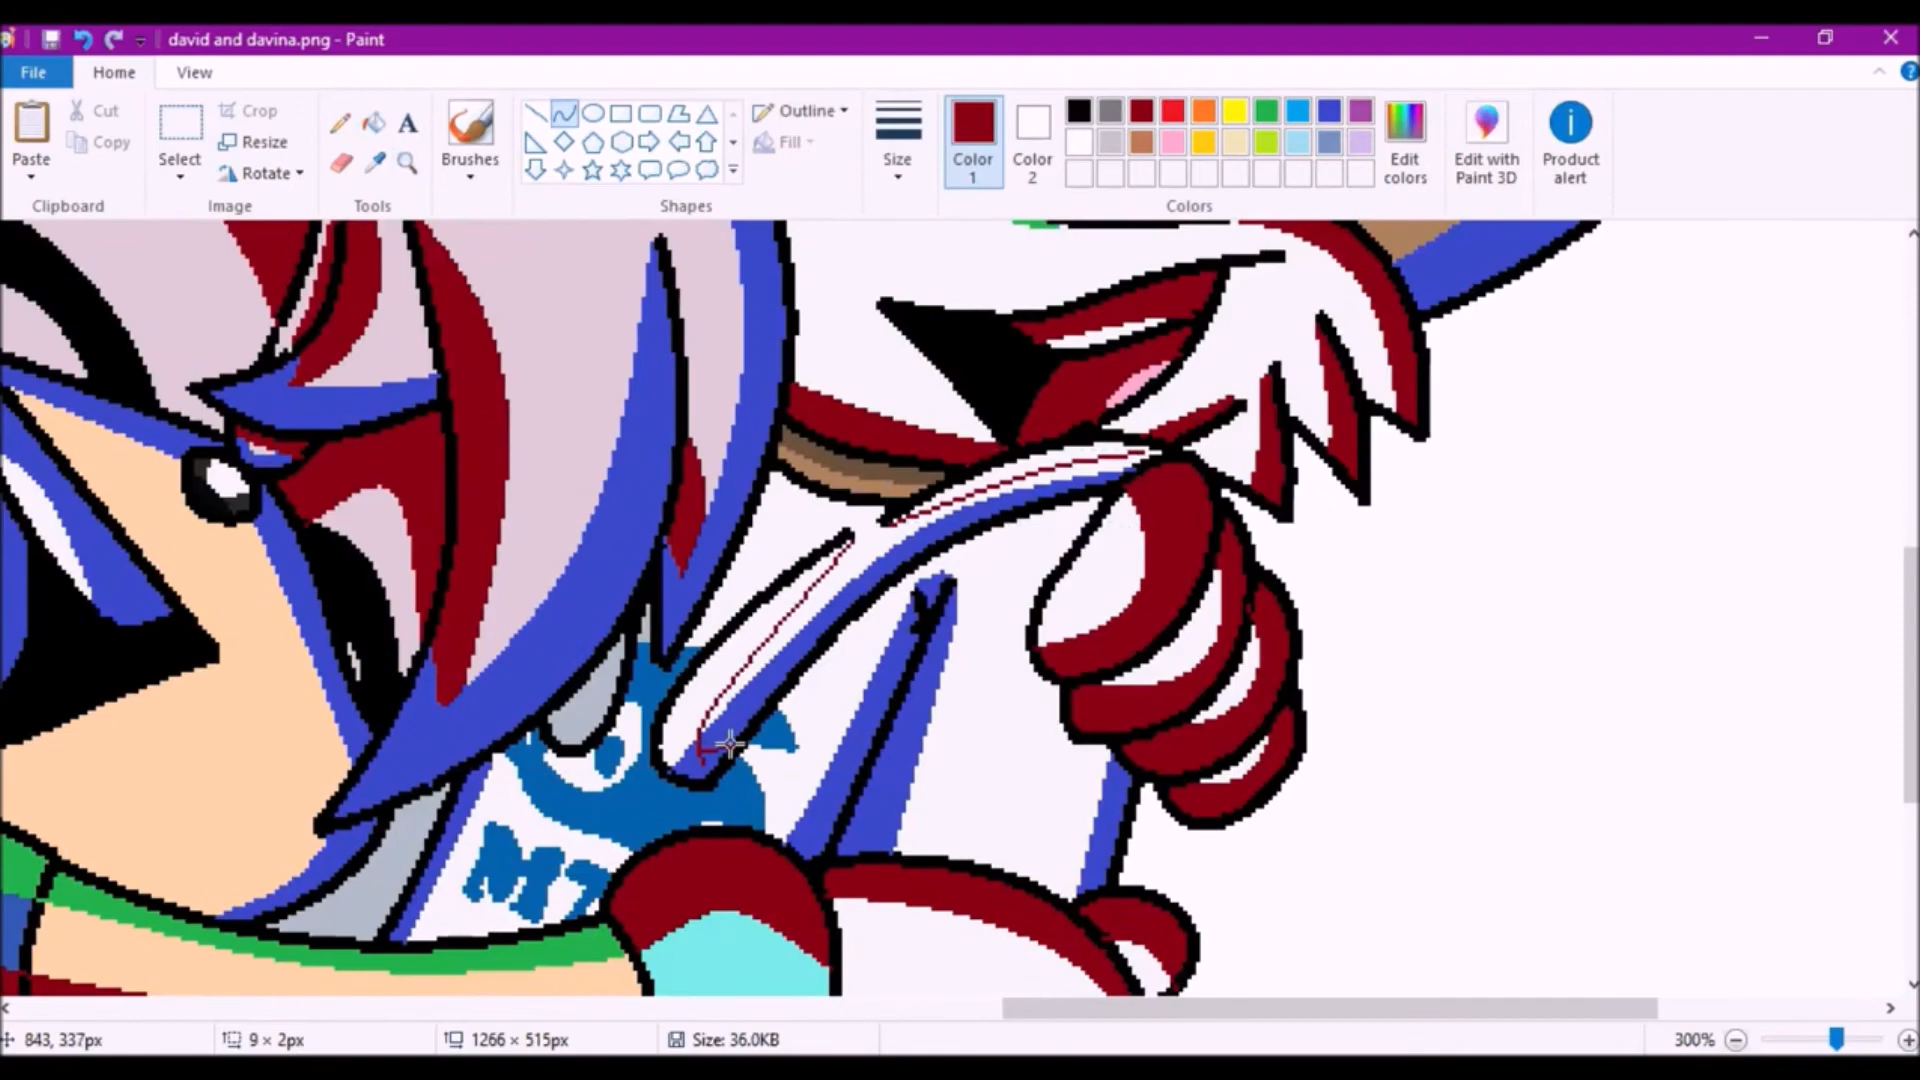 david and davina.png - Paint
File Home View
Paste
Cut
Copy
Clipboard
Select
Crop
Resize
Rotate
Image
A
Tools
Brushes
Shapes
Outline
Fill
Size
Color 1
Color 2
Edit colors
Colors
Edit with Paint 3D
Product alert
843, 337px
9 × 2px
1266 × 515px
Size: 36.0KB
300%